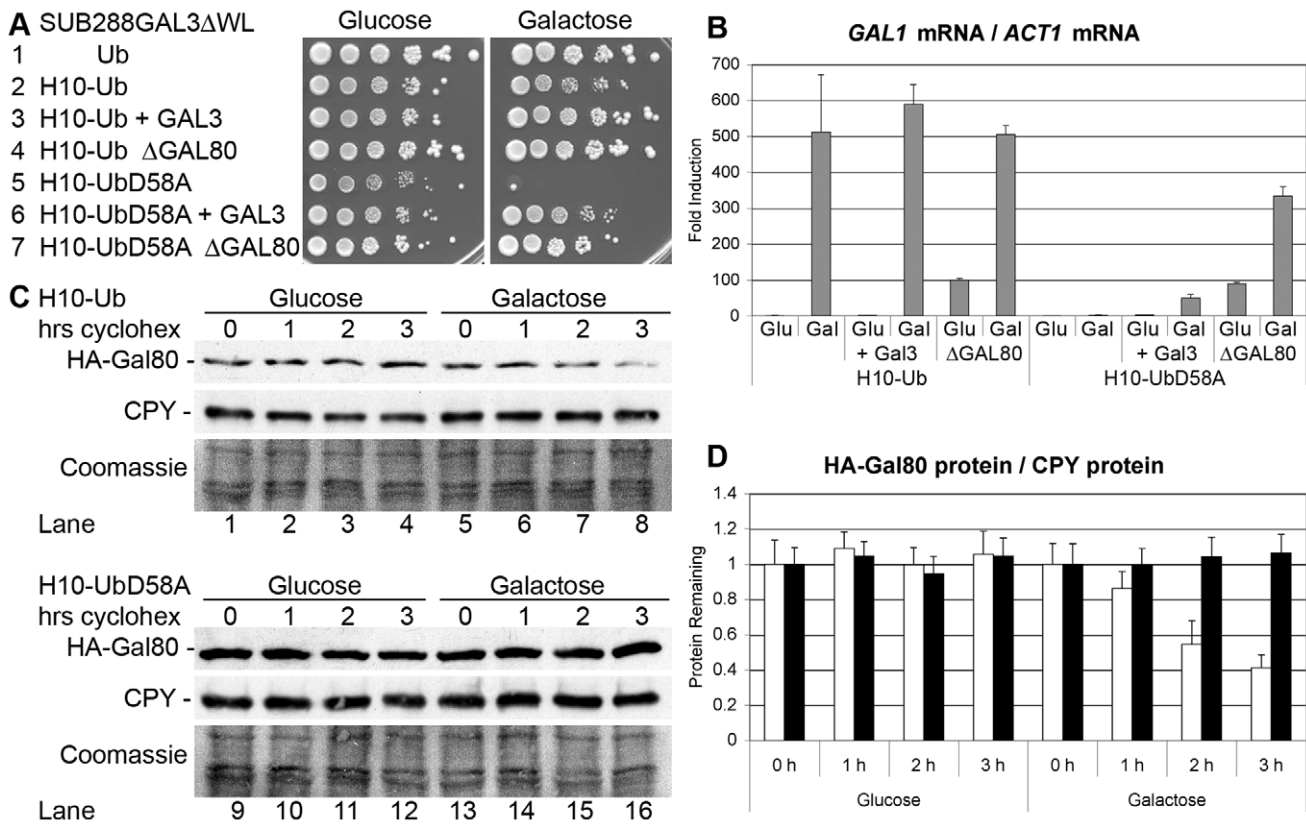 A SUB288GAL3ΔWL Glucose Galactose
1 Ub
2 H10-Ub
3 H10-Ub + GAL3
4 H10-Ub ΔGAL80
5 H10-UbD58A
6 H10-UbD58A + GAL3
7 H10-UbD58A ΔGAL80
B GAL1 mRNA / ACT1 mRNA
Fold Induction
700
600
500
400
300
200
100
0
Glu Gal Glu Gal Glu Gal Glu Gal Glu Gal Glu Gal
+ Gal3 ΔGAL80 + Gal3 ΔGAL80
H10-Ub H10-UbD58A
C H10-Ub Glucose Galactose
hrs cyclohex 0 1 2 3 0 1 2 3
HA-Gal80 -
CPY -
Coomassie
Lane 1 2 3 4 5 6 7 8
H10-UbD58A Glucose Galactose
hrs cyclohex 0 1 2 3 0 1 2 3
HA-Gal80 -
CPY -
Coomassie
Lane 9 10 11 12 13 14 15 16
D HA-Gal80 protein / CPY protein
Protein Remaining
1.4
1.2
1
0.8
0.6
0.4
0.2
0
0 h 1 h 2 h 3 h 0 h 1 h 2 h 3 h
Glucose Galactose